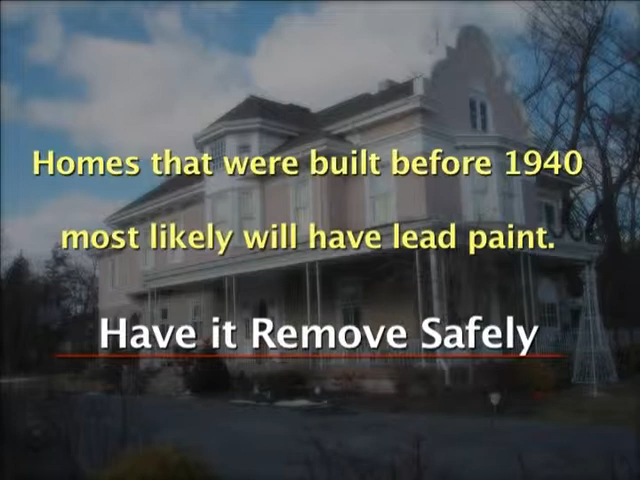 Homes that were built before 1940
most likely will have lead paint.
Have it Remove Safely